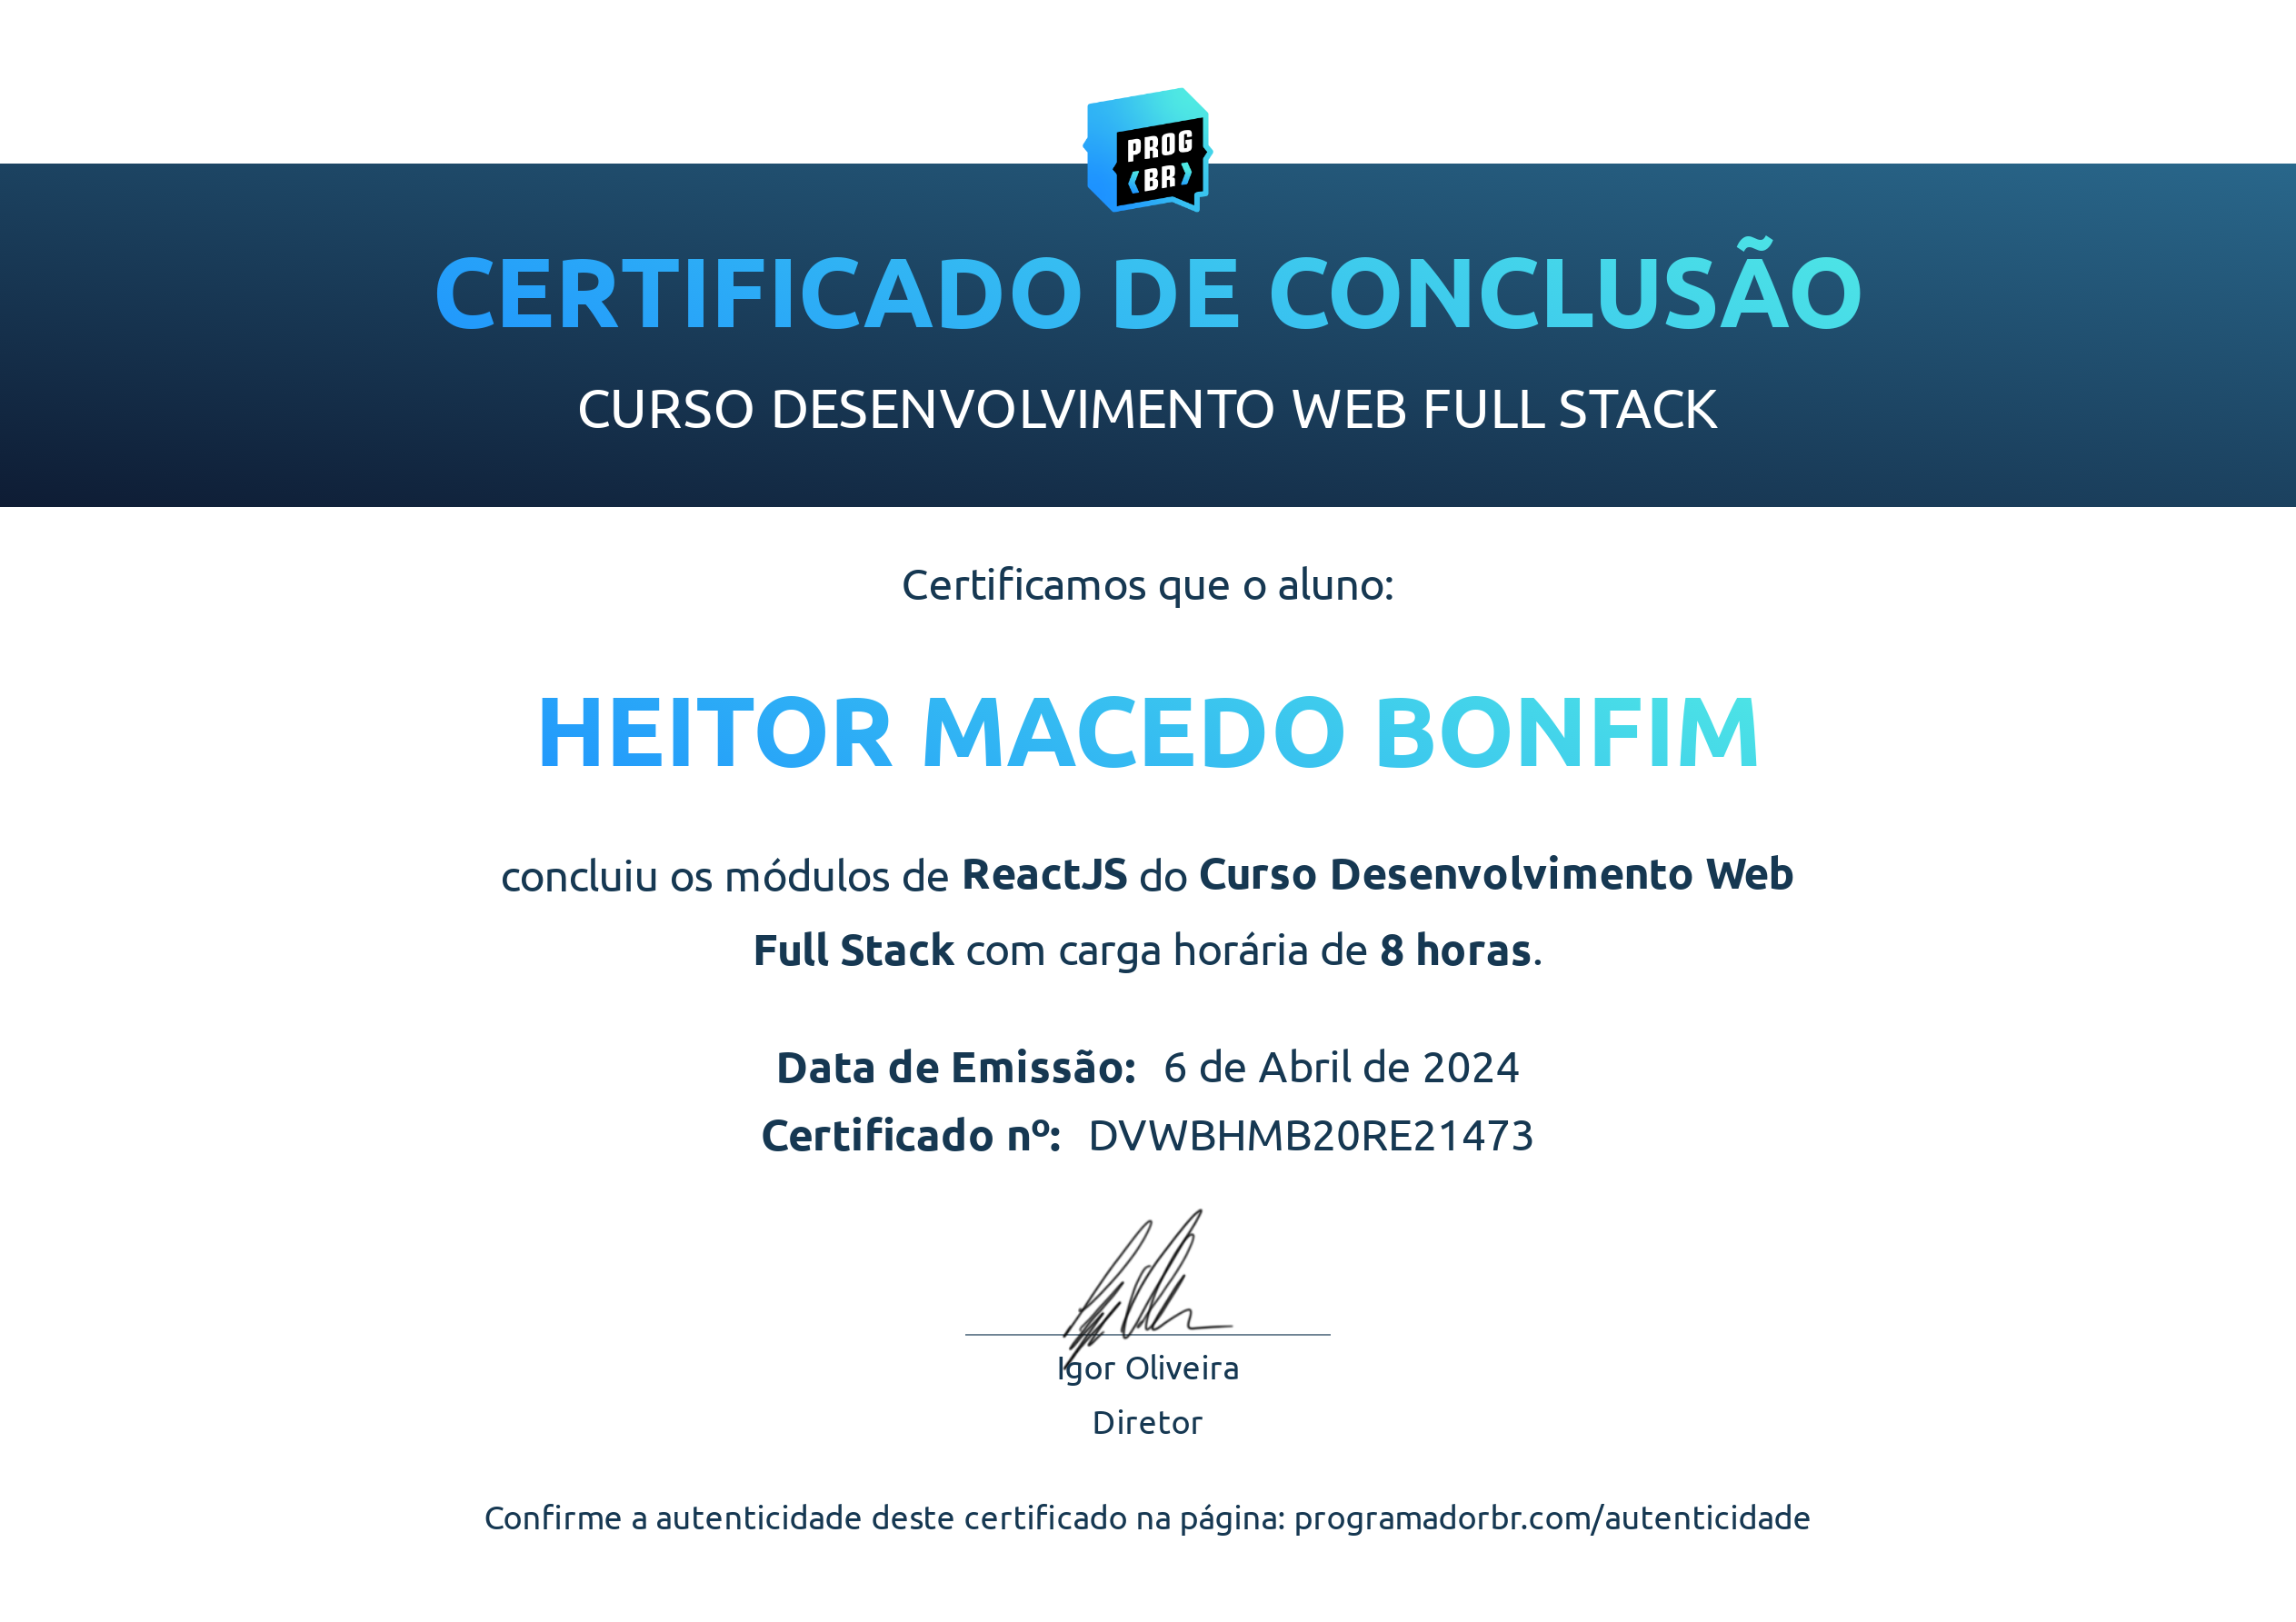 PROG
<BR>
CERTIFICADO DE CONCLUSÃO
CURSO DESENVOLVIMENTO WEB FULL STACK
Certificamos que o aluno:
HEITOR MACEDO BONFIM
concluiu os módulos de ReactJS do Curso Desenvolvimento Web
Full Stack com carga horária de 8 horas.
Data de Emissão: 6 de Abril de 2024
Certificado nº: DVWBHMB20RE21473
Igor Oliveira
Diretor
Confirme a autenticidade deste certificado na página: programadorbr.com/autenticidade